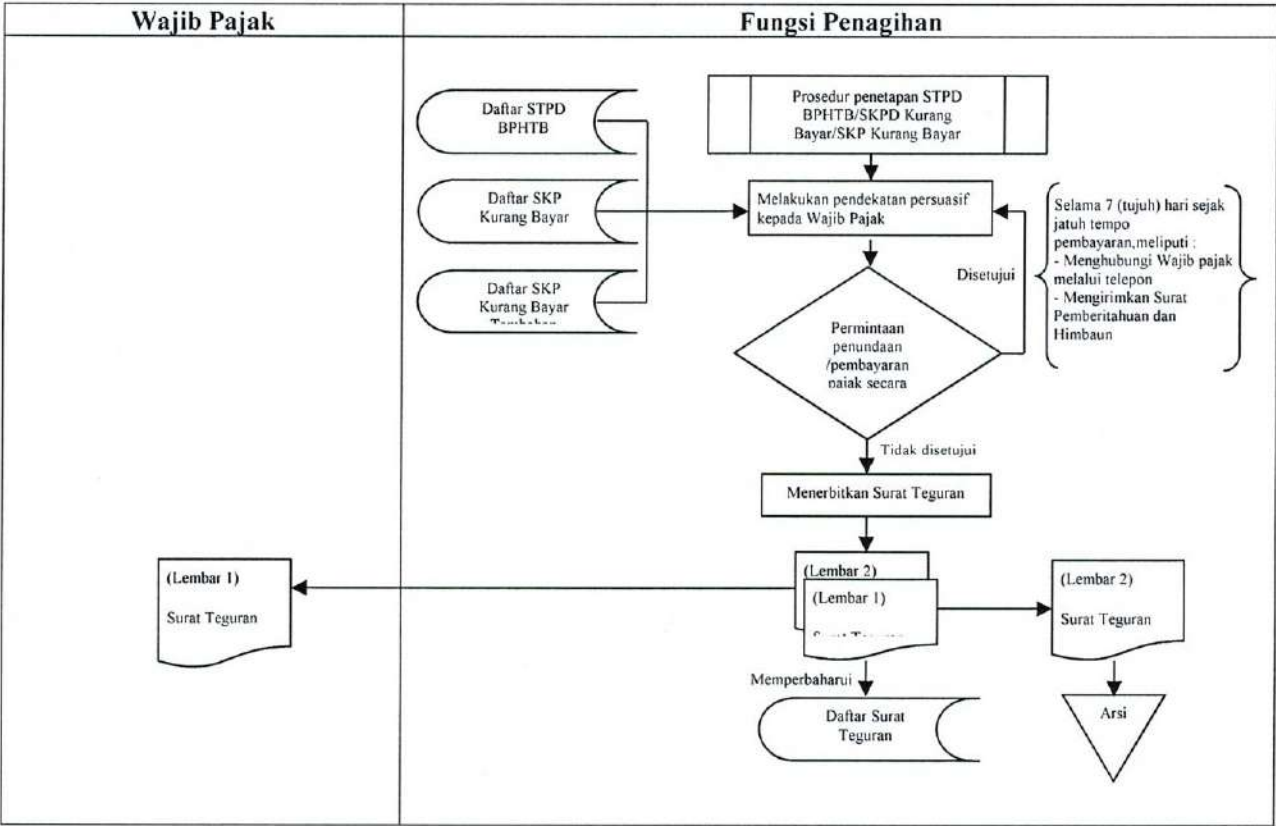 Wajib Pajak
Fungsi Penagihan
Daftar STPD
BPHTB
Prosedur penetapan STPD
BPHTB/SKPD Kurang
Bayar/SKP Kurang Bayar
Daftar SKP
Kurang Bayar
Melakukan pendekatan persuasif
kepada Wajib Pajak
Selama 7 (tujuh) hari sejak
jatuh tempo
pembayaran,meliputi :
- Menghubungi Wajib pajak
melalui telepon
- Mengirimkan Surat
Pemberitahuan dan
Himbaun
Disetujui
Daftar SKP
Kurang Bayar
Tambahan
Permintaan
penundaan
/pembayaran
pajak secara
Tidak disetujui
Menerbitkan Surat Teguran
(Lembar 1)
Surat Teguran
(Lembar 2)
(Lembar 1)
Surat Teguran
(Lembar 2)
Surat Teguran
Memperbaharui
Daftar Surat
Teguran
Arsi